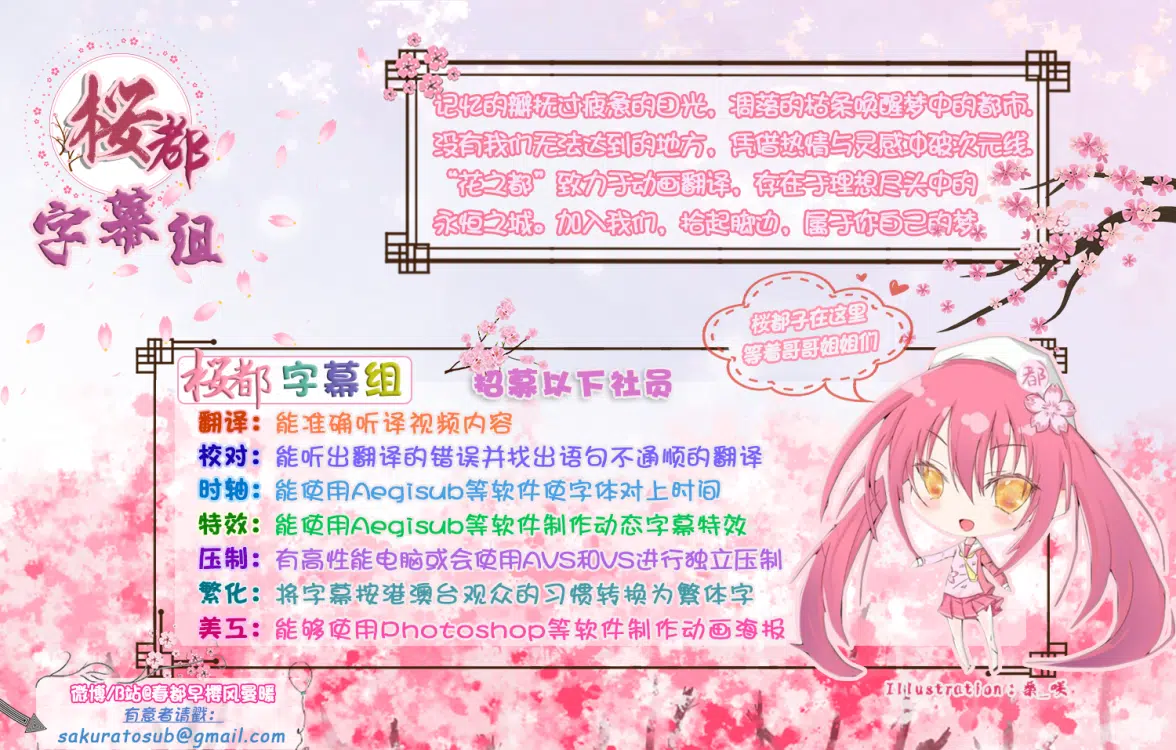 桜都
字幕组
记忆的瓣抚过疲惫的目光，凋落的枯条唤醒梦中的都市.
没有我们无法达到的地方，凭借热情与灵感冲破次元线.
“花之都”致力于动画翻译，存在于理想尽头中的
永恒之城。加入我们，拾起脚边，属于你自己的梦.
桜都子在这里
等着哥哥姐姐们
都
桜都字幕组
招募以下社员
翻译：能准确听译视频内容
校对：能听出翻译的错误并找出语句不通顺的翻译
时轴：能使用Aegisub等软件使字体对上时间
特效：能使用Aegisub等软件制作动态字幕特效
压制：有高性能电脑或会使用AVS和VS进行独立压制
繁化：将字幕按港澳台观众的习惯转换为繁体字
美工：能够使用Photoshop等软件制作动画海报
Illustration：柒_咲
微博/B站@春都早樱风宴暖
有意者请戳:_
sakuratosub@gmail.com